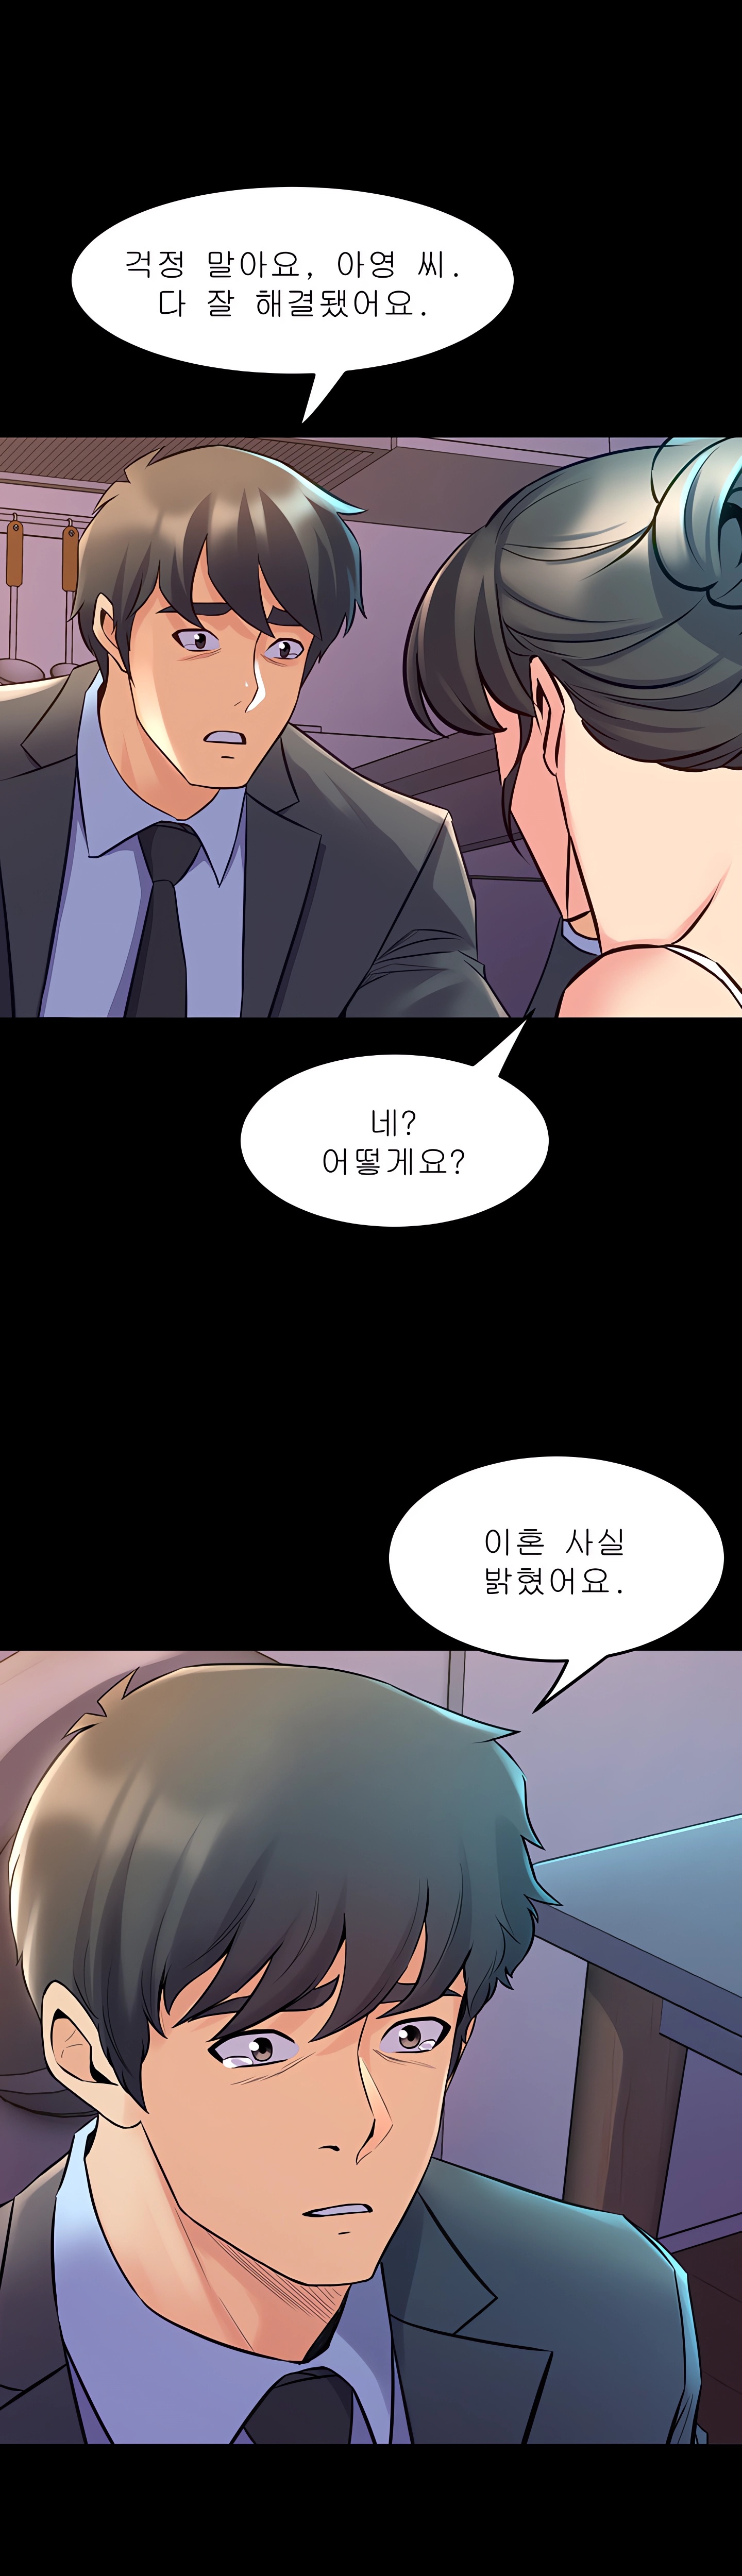 걱정 말아요, 아영 씨.
다 잘 해결됐어요.
네?
어떻게요?
이혼 사실
밝혔어요.